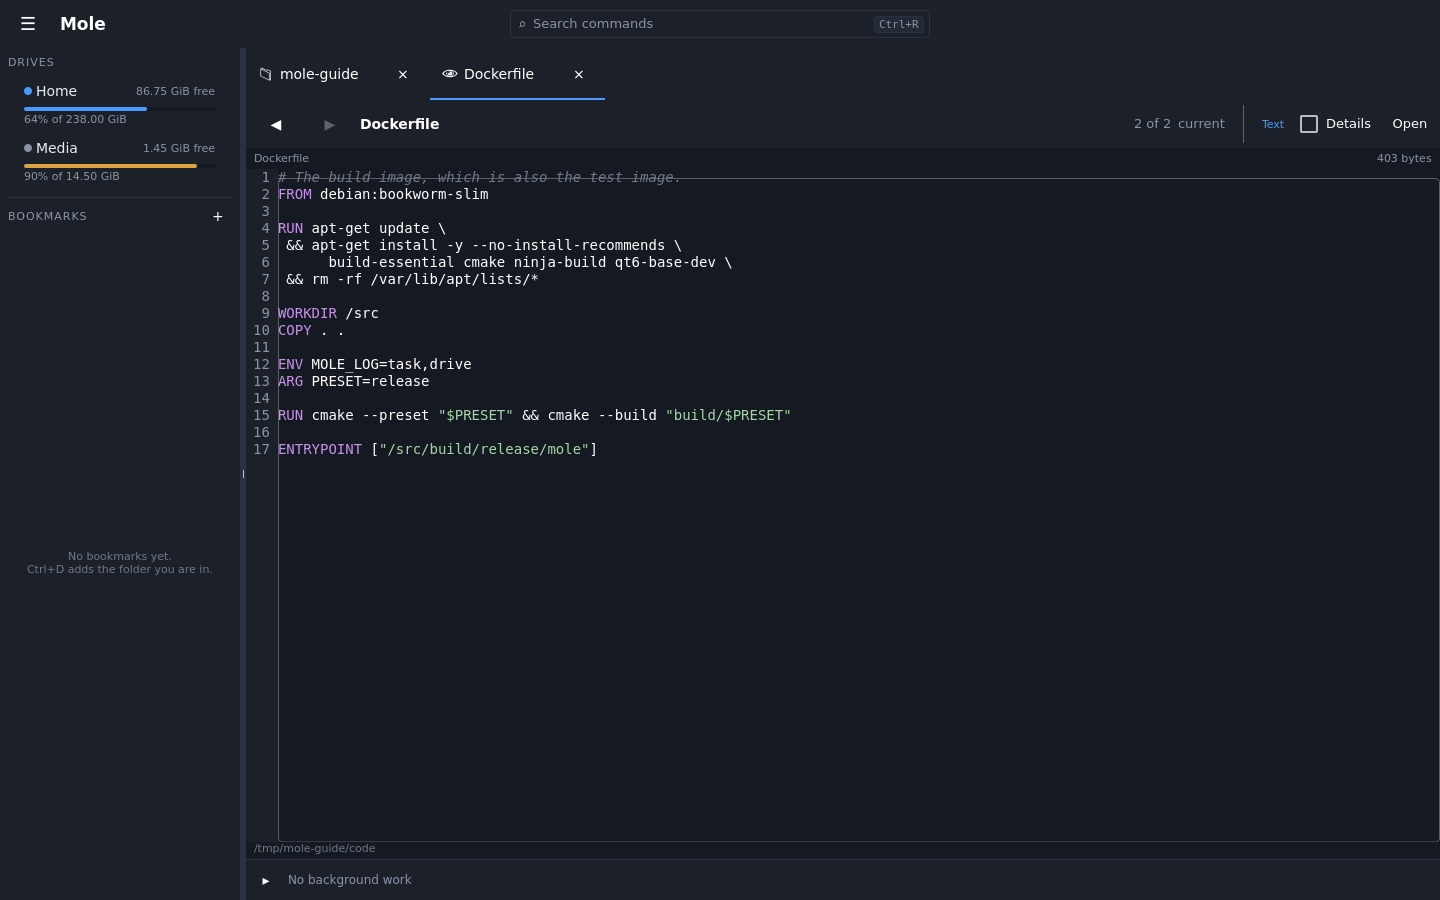 ☰ Mole
Search commands Ctrl+R
DRIVES
Home 86.75 GiB free
64% of 238.00 GiB
Media 1.45 GiB free
90% of 14.50 GiB
BOOKMARKS +
No bookmarks yet.
Ctrl+D adds the folder you are in.
mole-guide ×
Dockerfile ×
◀ ▶ Dockerfile 2 of 2 current Text Details Open
Dockerfile 403 bytes
1 # The build image, which is also the test image.
2 FROM debian:bookworm-slim
3
4 RUN apt-get update \
5  && apt-get install -y --no-install-recommends \
6       build-essential cmake ninja-build qt6-base-dev \
7  && rm -rf /var/lib/apt/lists/*
8
9 WORKDIR /src
10 COPY . .
11
12 ENV MOLE_LOG=task,drive
13 ARG PRESET=release
14
15 RUN cmake --preset "$PRESET" && cmake --build "build/$PRESET"
16
17 ENTRYPOINT ["/src/build/release/mole"]
/tmp/mole-guide/code
▶ No background work